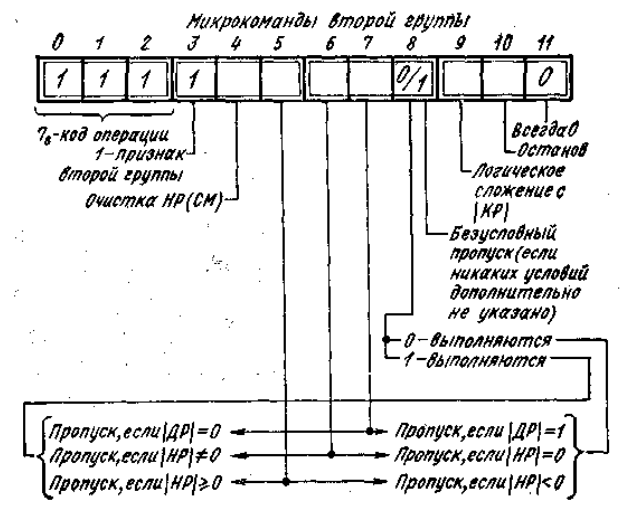 Микрокоманды второй группы
0 1 2 3 4 5 6 7 8 9 10 11
1 1 1 1 0/1 0
7₈-код операции
1-признак
второй группы
Очистка НР(СМ)
Всегда 0
Останов
Логическое
сложение с
|КР|
Безусловный
пропуск (если
никаких условий
дополнительно
не указано)
0-выполняются
1-выполняются
Пропуск, если |ДР|=0
Пропуск, если |ДР|=1
Пропуск, если |НР|≠0
Пропуск, если |НР|=0
Пропуск, если |НР|≥0
Пропуск, если |НР|<0